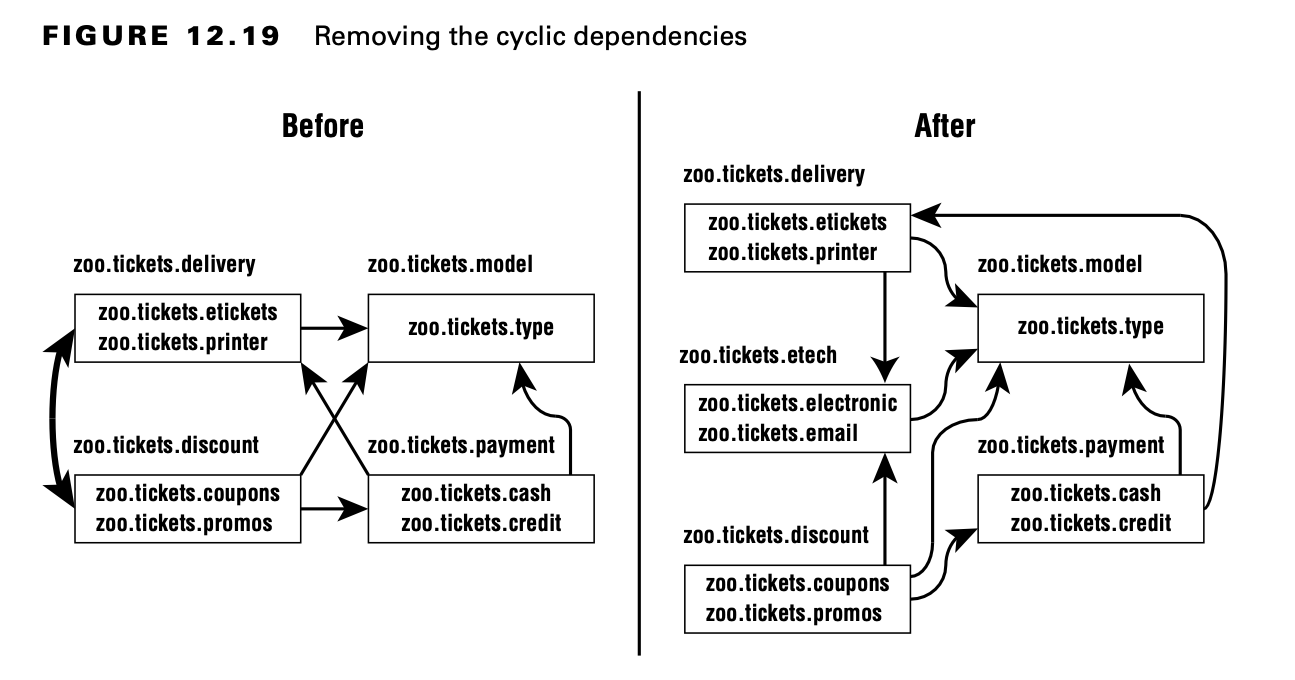 FIGURE 12.19 Removing the cyclic dependencies
Before
zoo.tickets.delivery
zoo.tickets.etickets
zoo.tickets.printer
zoo.tickets.model
zoo.tickets.type
zoo.tickets.discount
zoo.tickets.coupons
zoo.tickets.promos
zoo.tickets.payment
zoo.tickets.cash
zoo.tickets.credit
After
zoo.tickets.delivery
zoo.tickets.etickets
zoo.tickets.printer
zoo.tickets.model
zoo.tickets.type
zoo.tickets.etech
zoo.tickets.electronic
zoo.tickets.email
zoo.tickets.payment
zoo.tickets.cash
zoo.tickets.credit
zoo.tickets.discount
zoo.tickets.coupons
zoo.tickets.promos